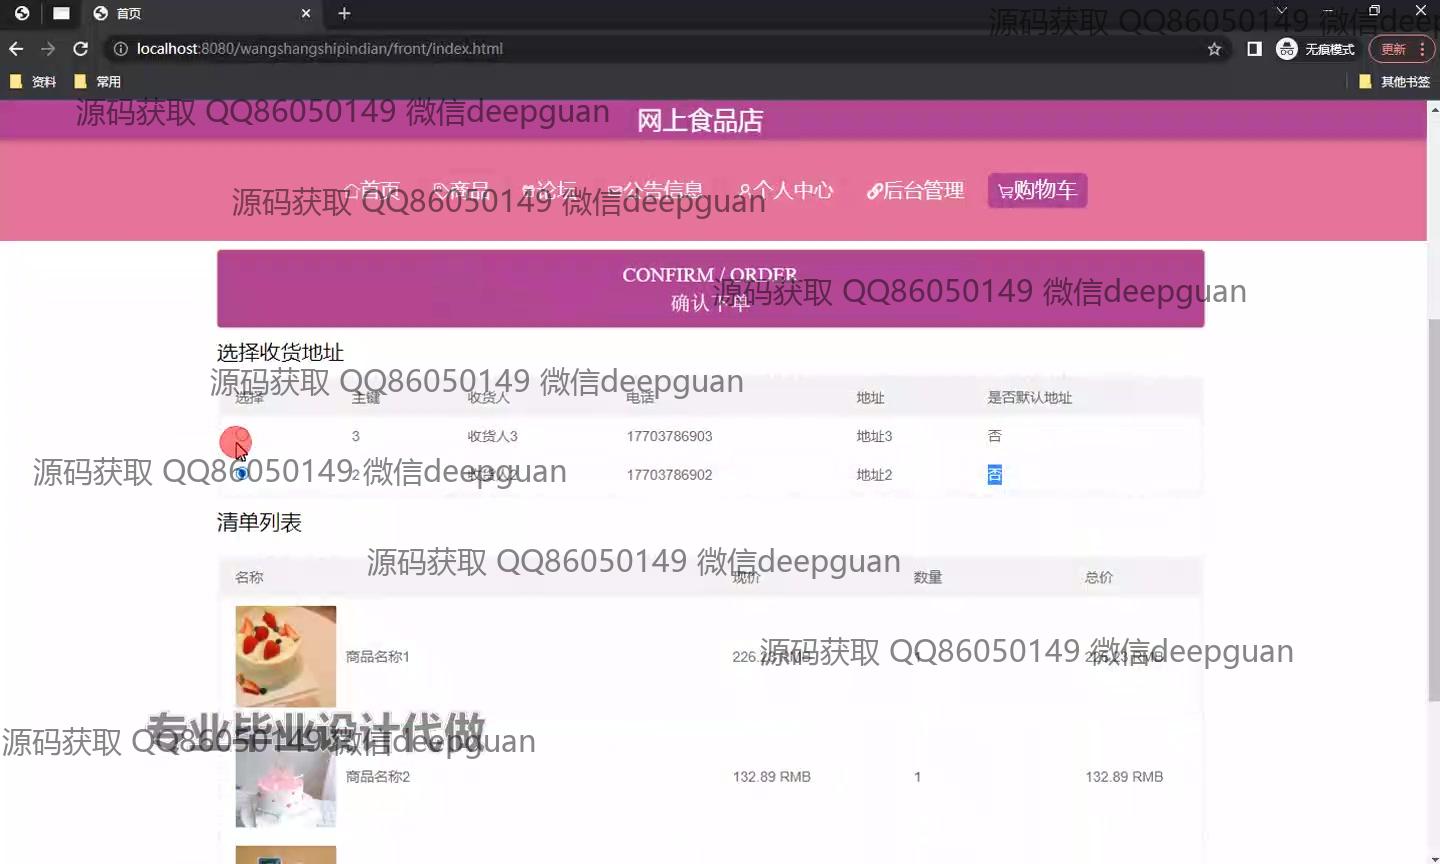 首页
localhost:8080/wangshangshipindian/front/index.html
无痕模式
更新
资料
常用
其他书签
源码获取 QQ86050149 微信deepguan
源码获取 QQ86050149 微信deepguan
网上食品店
首页
商品
论坛
公告信息
个人中心
后台管理
购物车
源码获取 QQ86050149 微信deepguan
CONFIRM / ORDER
确认下单
源码获取 QQ86050149 微信deepguan
选择收货地址
源码获取 QQ86050149 微信deepguan
选择 主键 收货人 电话 地址 是否默认地址
3 收货人3 17703786903 地址3 否
2 收货人2 17703786902 地址2 否
源码获取 QQ86050149 微信deepguan
清单列表
源码获取 QQ86050149 微信deepguan
名称 现价 数量 总价
商品名称1 226.23 RMB 1 226.23 RMB
源码获取 QQ86050149 微信deepguan
专业毕业设计代做
源码获取 QQ86050149 微信deepguan
商品名称2 132.89 RMB 1 132.89 RMB